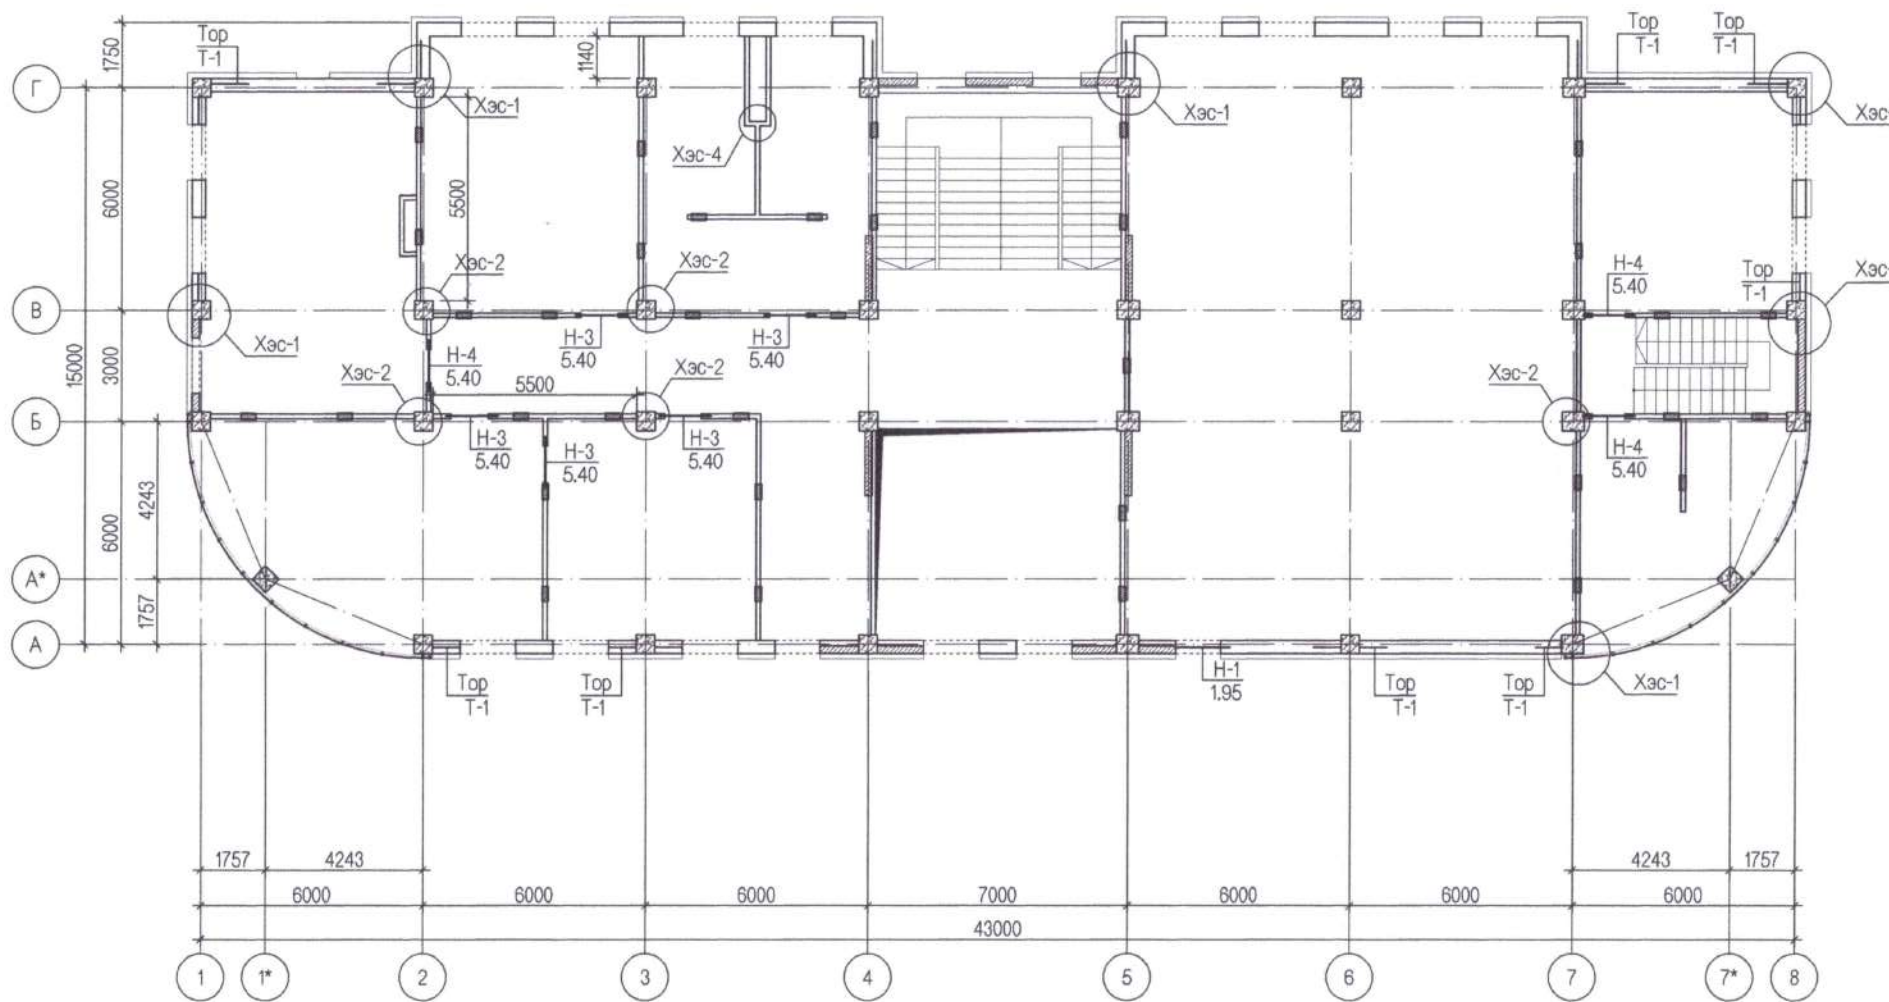 Тор
Т-1
Тор
Т-1
Тор
Т-1
1750
1140
Г
Хэс-1
Хэс-1
Хэс-
Хэс-4
6000
5500
Хэс-2
Хэс-2
Н-4
5.40
Тор
Т-1
Хэс-
В
Хэс-1
Н-3
5.40
Н-3
5.40
15000
3000
Хэс-2
Н-4
5.40
5500
Хэс-2
Хэс-2
Б
Н-3
5.40
Н-3
5.40
Н-3
5.40
Н-4
5.40
4243
6000
А*
1757
А
Тор
Т-1
Тор
Т-1
Н-1
1.95
Тор
Т-1
Тор
Т-1
Хэс-1
1757
4243
4243
1757
6000
6000
6000
7000
6000
6000
6000
43000
1
1*
2
3
4
5
6
7
7*
8